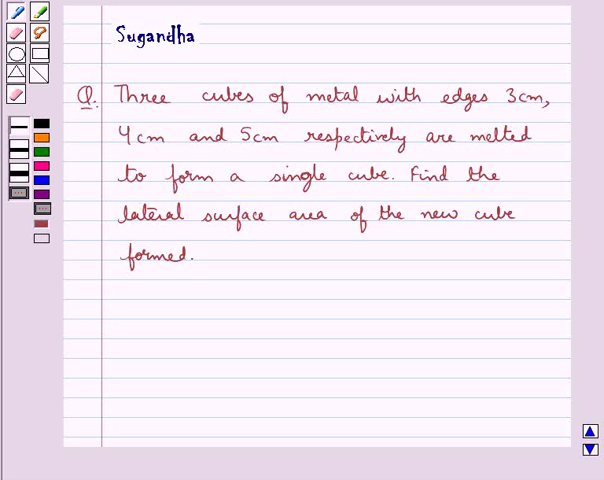 Sugandha
Q. Three cubes of metal with edges 3cm,
4cm and 5cm respectively are melted
to form a single cube. Find the
lateral surface area of the new cube
formed.